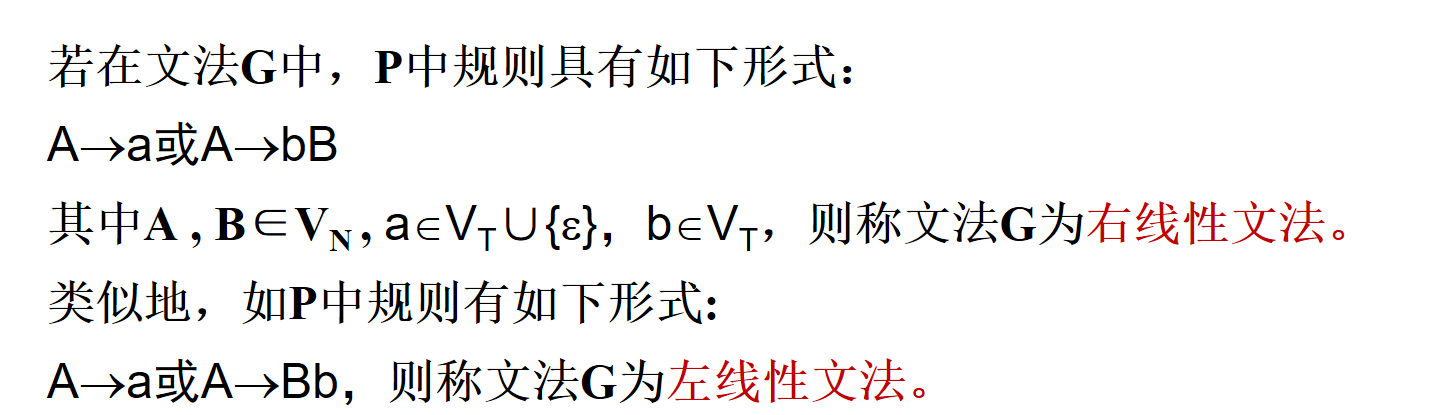 若在文法G中，P中规则具有如下形式：
A→a或A→bB
其中A , B∈VN, a∈VT∪{ε}，b∈VT，则称文法G为右线性文法。
类似地，如P中规则有如下形式:
A→a或A→Bb，则称文法G为左线性文法。